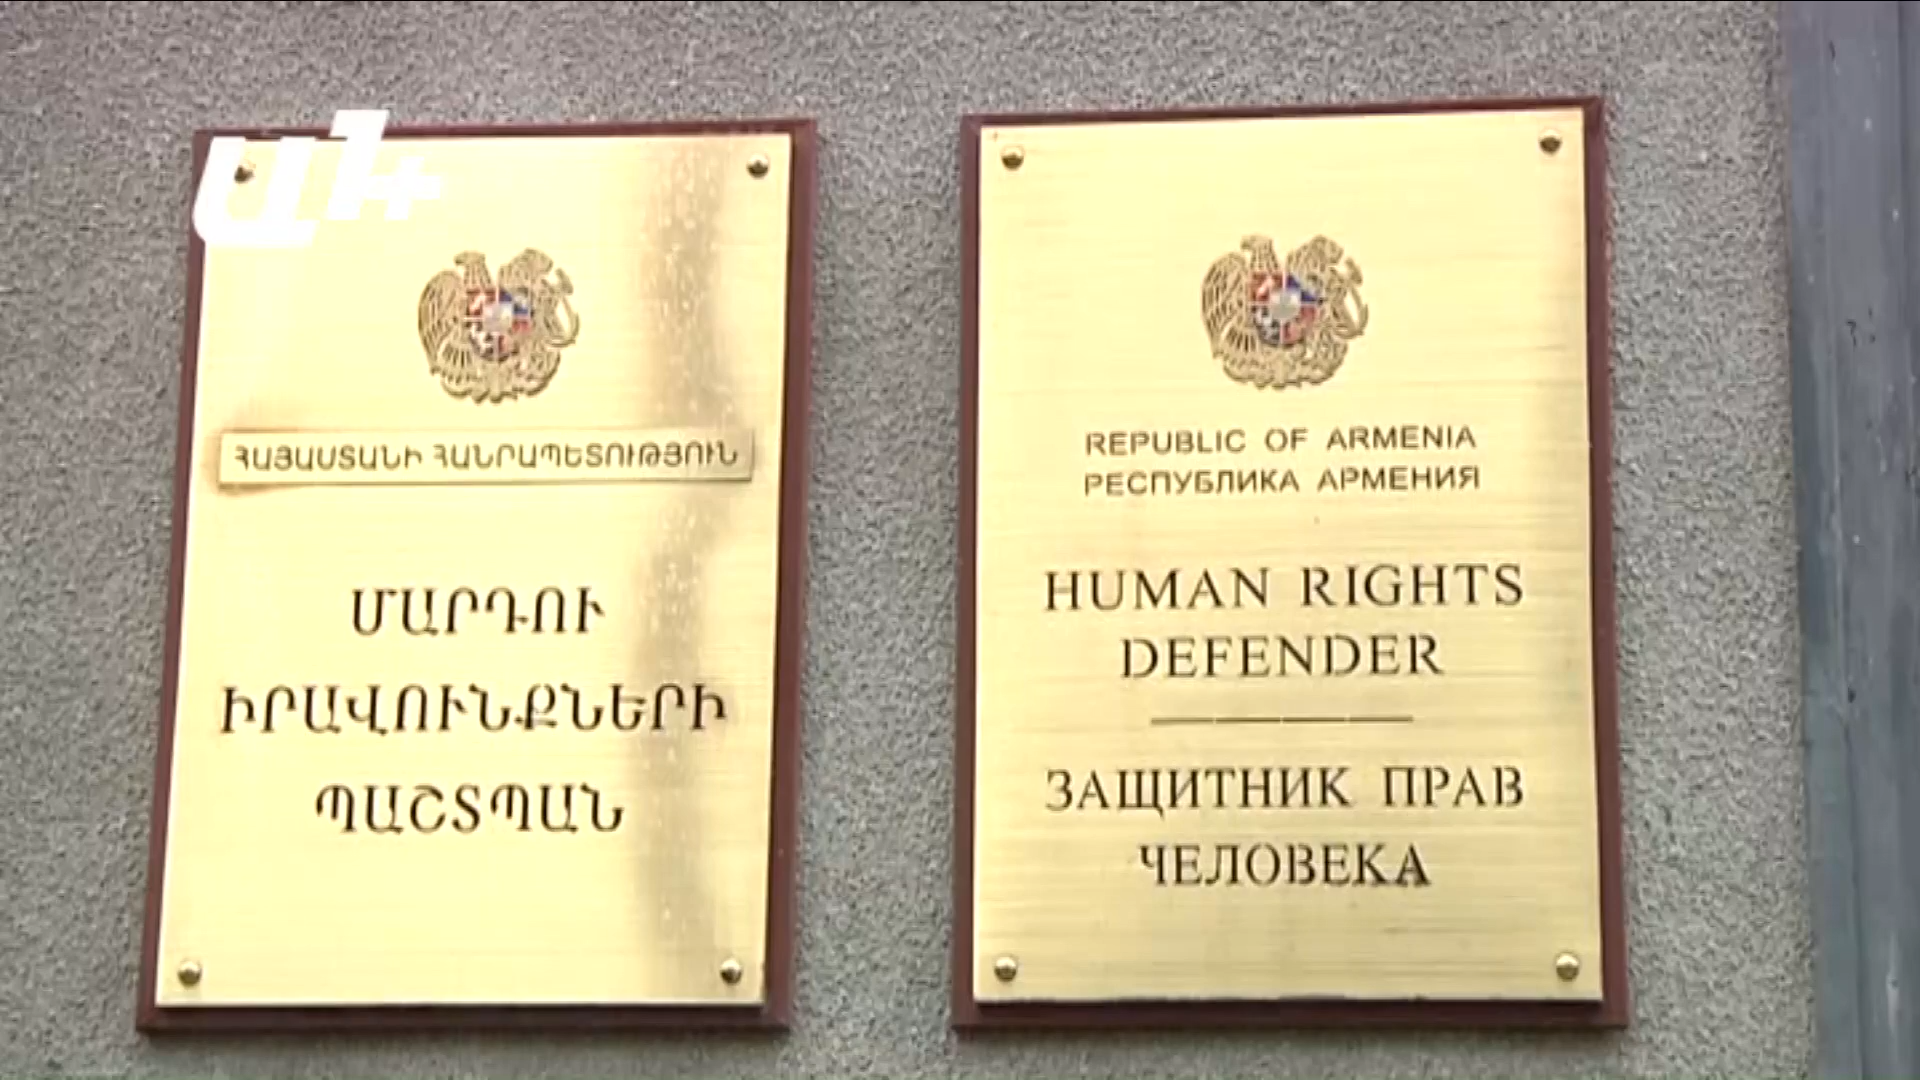 Ա1+
ՀԱՅԱՍՏԱՆԻ ՀԱՆՐԱՊԵՏՈՒԹՅՈՒՆ
ՄԱՐԴՈՒ
ԻՐԱՎՈՒՆՔՆԵՐԻ
ՊԱՇՏՊԱՆ
REPUBLIC OF ARMENIA
РЕСПУБЛИКА АРМЕНИЯ
HUMAN RIGHTS
DEFENDER
ЗАЩИТНИК ПРАВ
ЧЕЛОВЕКА